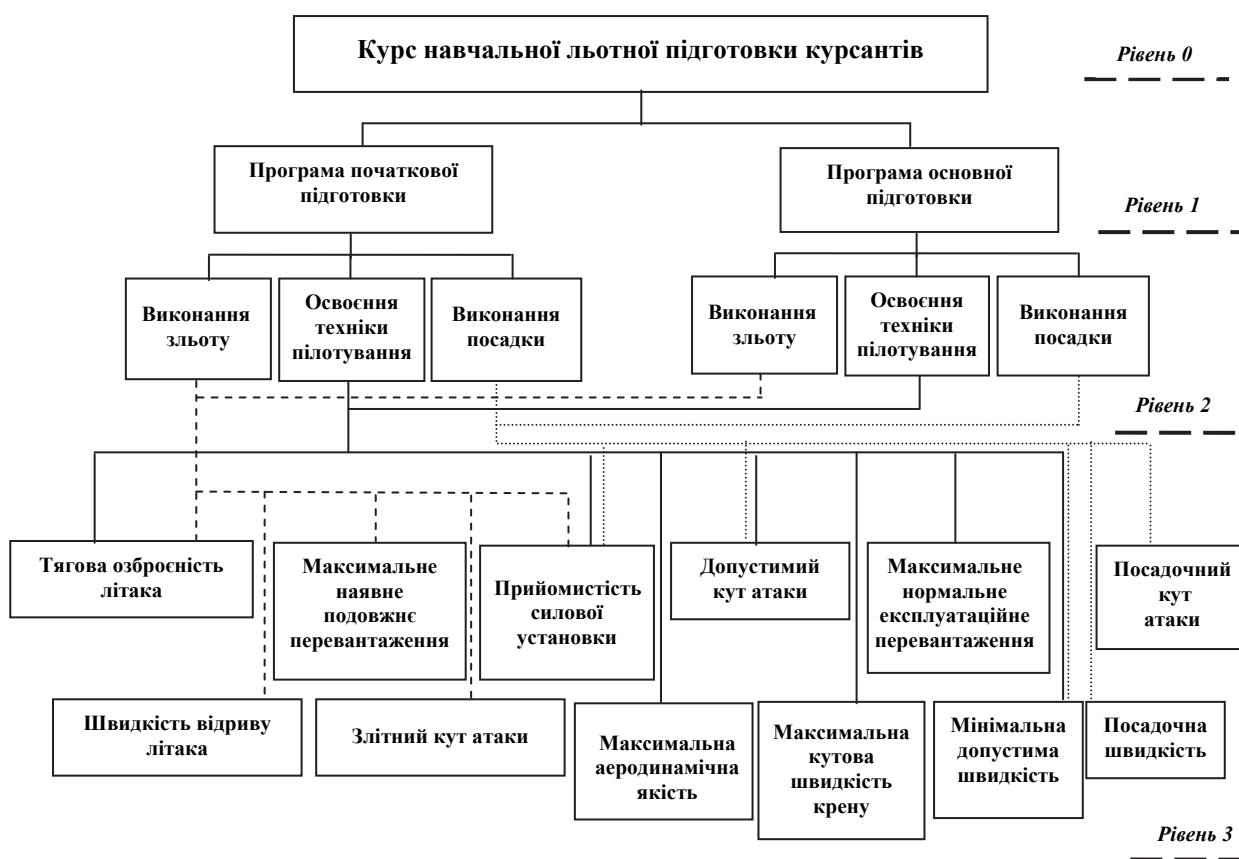 Курс навчальної льотної підготовки курсантів
Рівень 0
Програма початкової
підготовки
Програма основної
підготовки
Рівень 1
Виконання
зльоту
Освоєння
техніки
пілотування
Виконання
посадки
Виконання
зльоту
Освоєння
техніки
пілотування
Виконання
посадки
Рівень 2
Тягова озброєність
літака
Максимальне
наявне
подовжнє
перевантаження
Прийомистість
силової
установки
Допустимий
кут атаки
Максимальне
нормальне
експлуатаційне
перевантаження
Посадочний
кут
атаки
Швидкість відриву
літака
Злітний кут атаки
Максимальна
аеродинамічна
якість
Максимальна
кутова
швидкість
крену
Мінімальна
допустима
швидкість
Посадочна
швидкість
Рівень 3